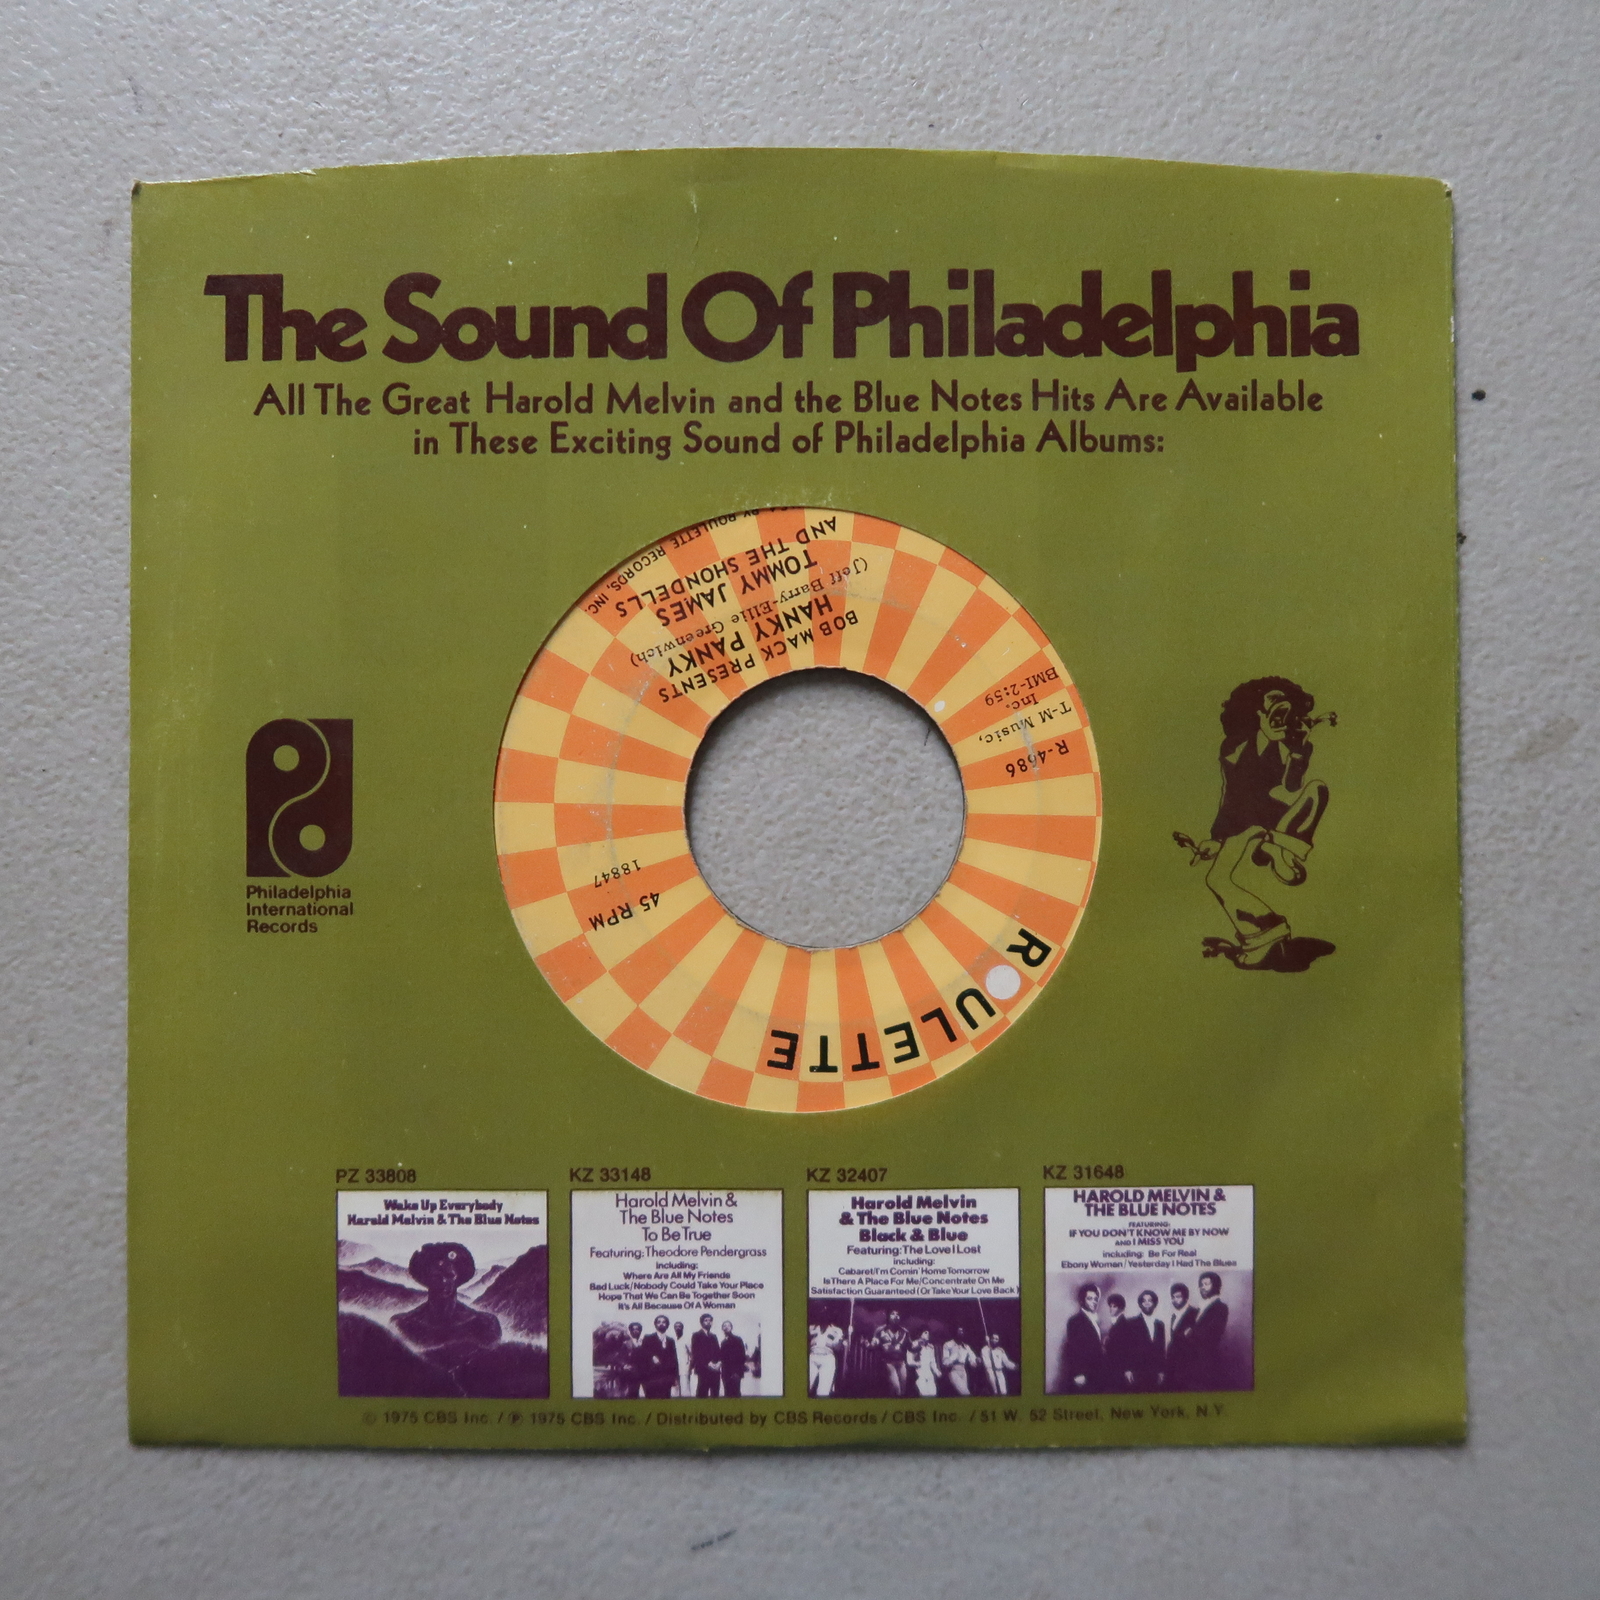 The Sound Of Philadelphia
All The Great Harold Melvin and the Blue Notes Hits Are Available
in These Exciting Sound of Philadelphia Albums:
ROULETTE
45 RPM
18847
R-4686
T-M Music,
Inc.
BMI-2:59
BOB MACK PRESENTS
HANKY PANKY
(Jeff Barry-Ellie Greenwich)
TOMMY JAMES
AND THE SHONDELLS
BY ROULETTE RECORDS, INC.
Philadelphia
International
Records
PZ 33808
Wake Up Everybody
Harold Melvin & The Blue Notes
KZ 33148
Harold Melvin &
The Blue Notes
To Be True
Featuring: Theodore Pendergrass
including:
Where Are All My Friends
Bad Luck/Nobody Could Take Your Place
Hope That We Can Be Together Soon
It's All Because Of A Woman
KZ 32407
Harold Melvin
& The Blue Notes
Black & Blue
Featuring: The Love I Lost
including:
Cabaret/I'm Comin' Home Tomorrow
Is There A Place For Me/Concentrate On Me
Satisfaction Guaranteed (Or Take Your Love Back)
KZ 31648
HAROLD MELVIN &
THE BLUE NOTES
FEATURING:
IF YOU DON'T KNOW ME BY NOW
AND I MISS YOU
including: Be For Real
Ebony Woman/Yesterday I Had The Blues
© 1975 CBS Inc. / ℗ 1975 CBS Inc. / Distributed by CBS Records / CBS Inc. / 51 W. 52 Street, New York, N.Y.